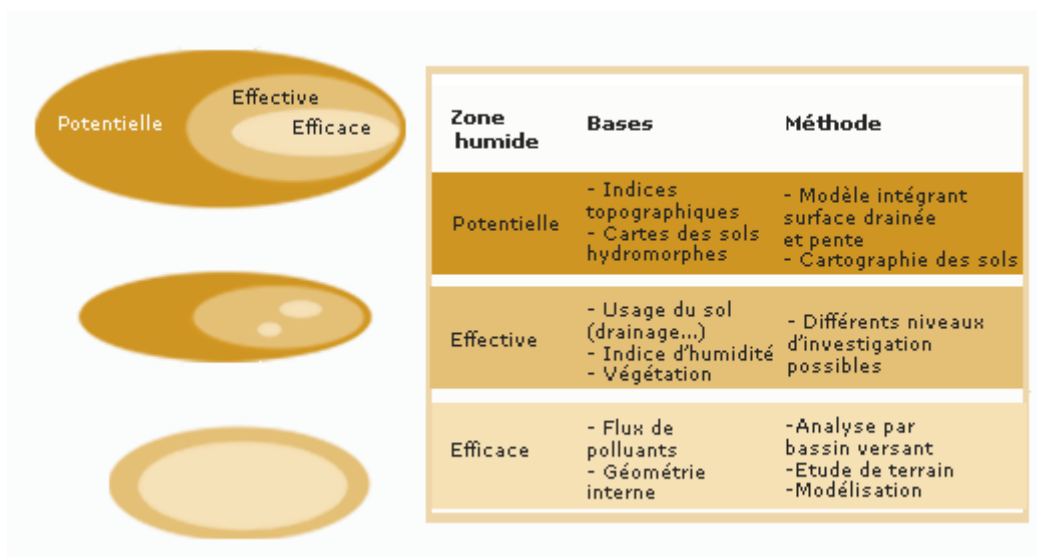 Effective
Potentielle
Efficace
Zone
humide
Bases
Méthode
Potentielle
- Indices
topographiques
- Cartes des sols
hydromorphes
- Modèle intégrant
surface drainée
et pente
- Cartographie des sols
Effective
- Usage du sol
(drainage...)
- Indice d'humidité
- Végétation
- Différents niveaux
d'investigation
possibles
Efficace
- Flux de
polluants
- Géométrie
interne
-Analyse par
bassin versant
-Etude de terrain
-Modélisation